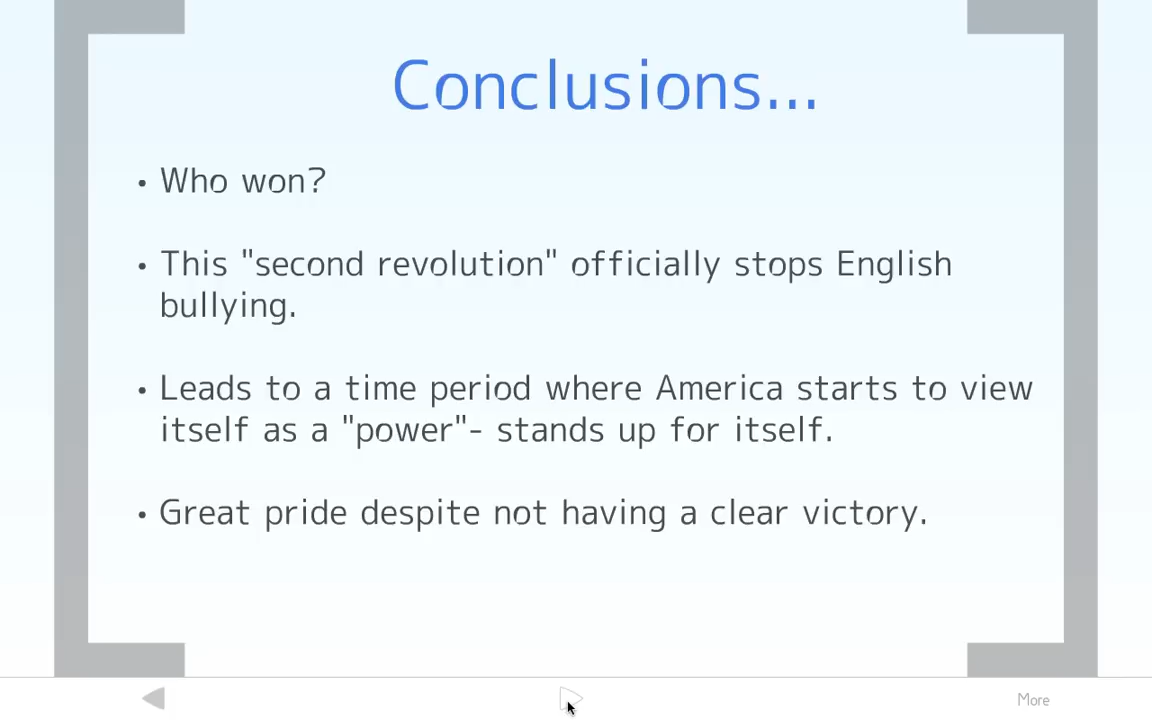 Conclusions...
• Who won?
• This "second revolution" officially stops English
bullying.
• Leads to a time period where America starts to view
itself as a "power"- stands up for itself.
• Great pride despite not having a clear victory.
More